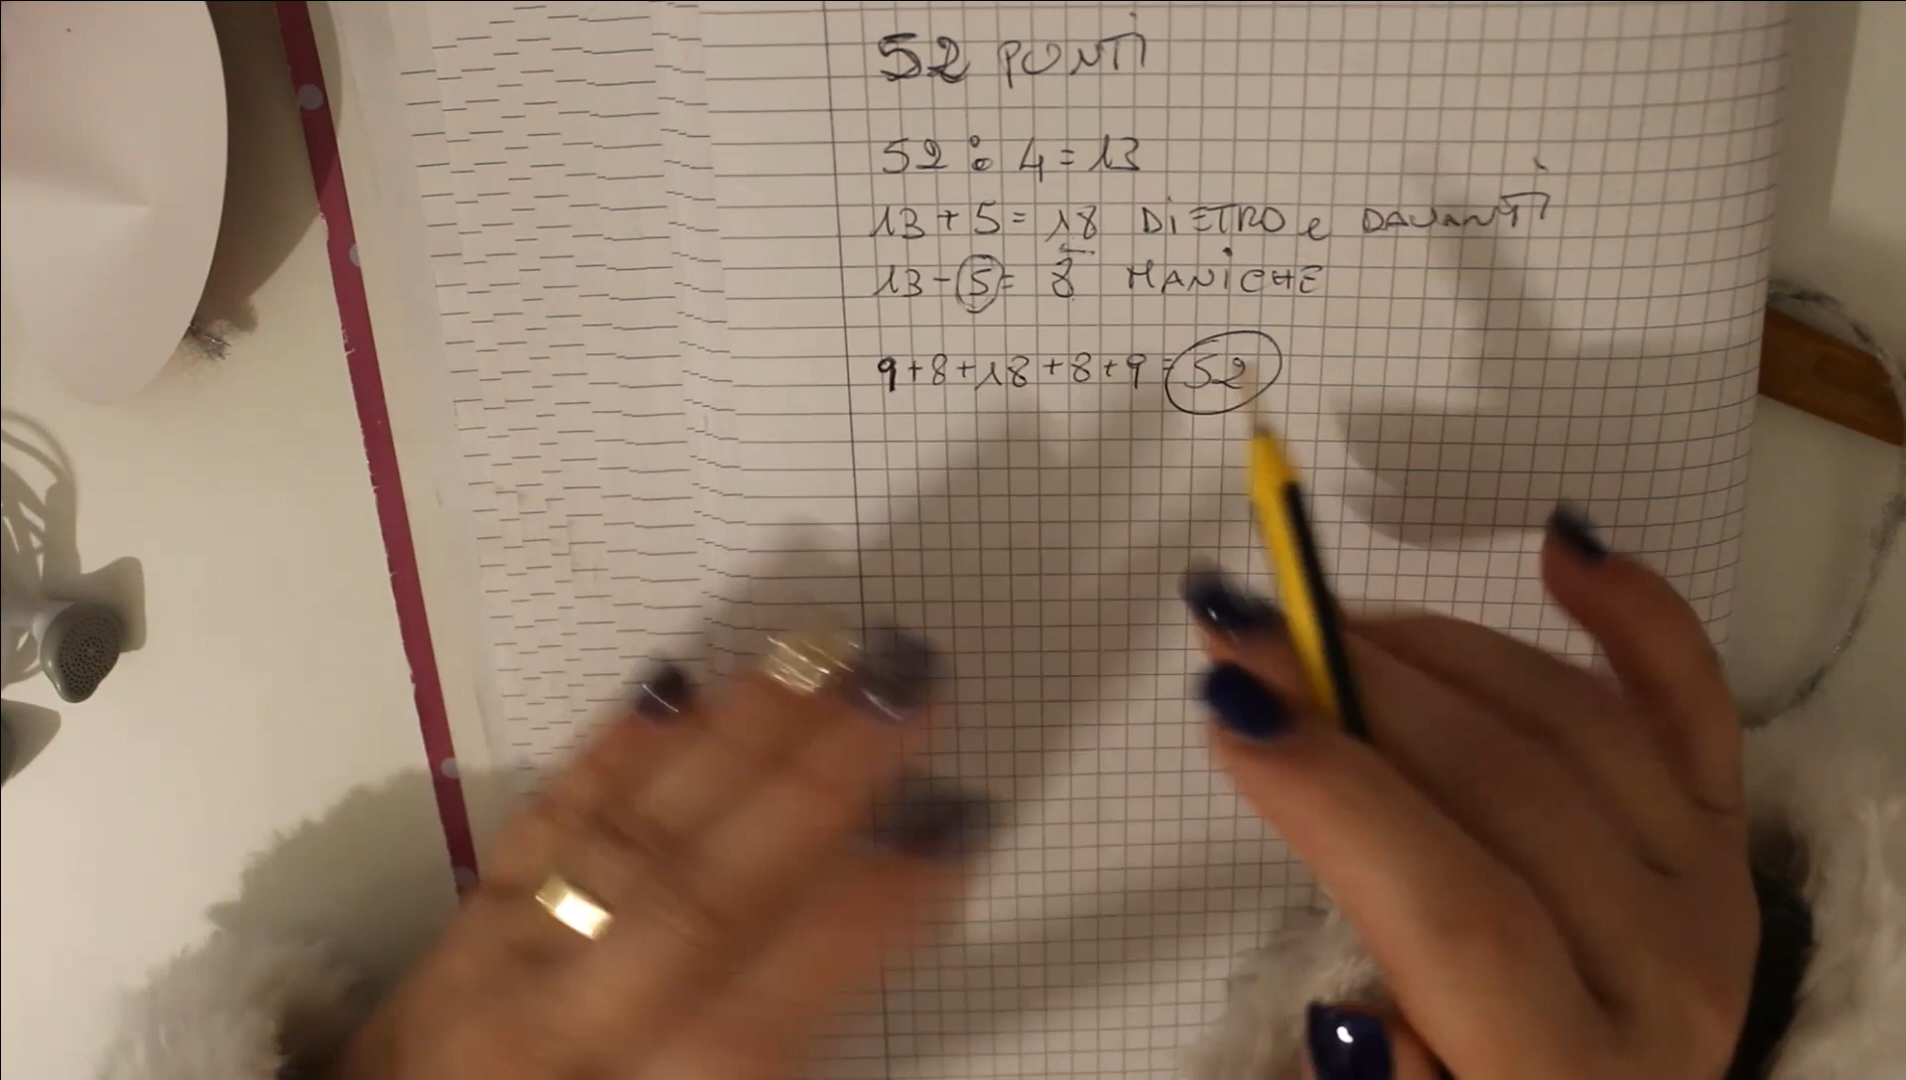 52 PUNTI
52 : 4 = 13
13 + 5 = 18 DIETRO e DAVANTI
13 - 5 = 8 MANICHE
9 + 8 + 18 + 8 + 9 = 52